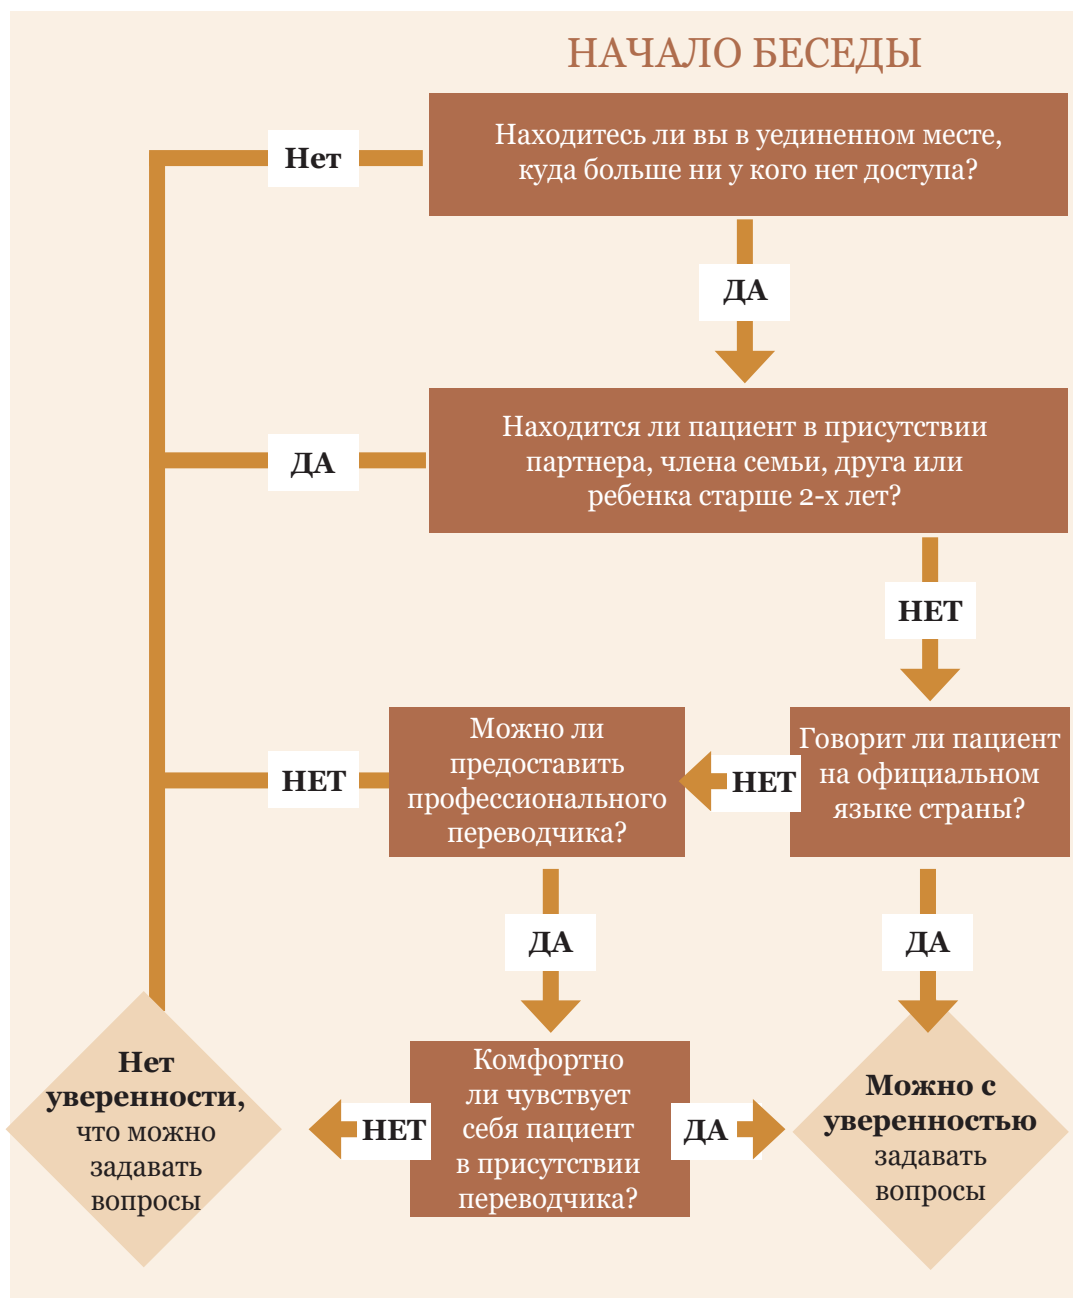 НАЧАЛО БЕСЕДЫ
Находитесь ли вы в уединенном месте,
куда больше ни у кого нет доступа?
Нет
ДА
Находится ли пациент в присутствии
партнера, члена семьи, друга или
ребенка старше 2-х лет?
ДА
НЕТ
Говорит ли пациент
на официальном
языке страны?
НЕТ
Можно ли
предоставить
профессионального
переводчика?
НЕТ
ДА
ДА
Комфортно
ли чувствует
себя пациент
в присутствии
переводчика?
НЕТ
ДА
Нет
уверенности,
что можно
задавать
вопросы
Можно с
уверенностью
задавать
вопросы